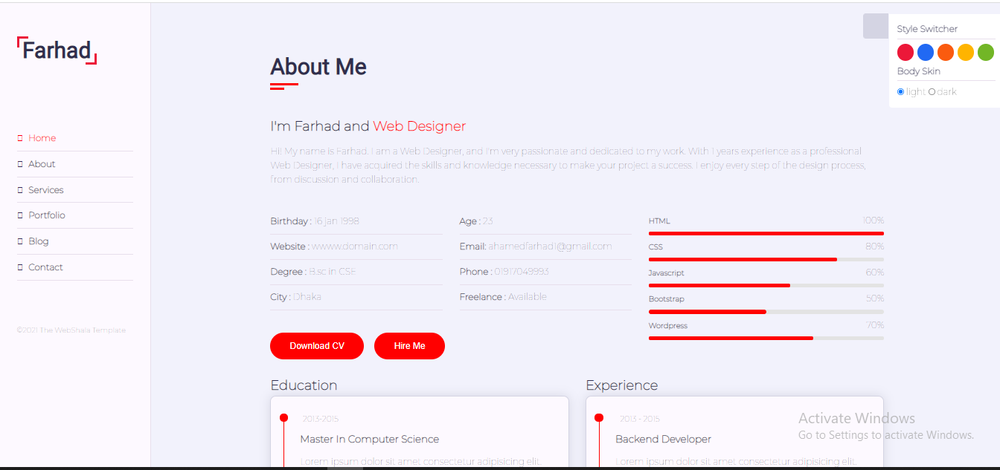 Farhad
Home
About
Services
Portfolio
Blog
Contact
©2021 The WebShala Template
About Me
I'm Farhad and Web Designer
Hi! My name is Farhad. I am a Web Designer, and I'm very passionate and dedicated to my work. With 1 years experience as a professional
Web Designer, I have acquired the skills and knowledge necessary to make your project a success. I enjoy every step of the design process,
from discussion and collaboration.
Birthday : 16 jan 1998
Age : 23
Website : wwww.domain.com
Email: ahamedfarhad1@gmail.com
Degree : B.sc in CSE
Phone : 01917049993
City : Dhaka
Freelance : Available
HTML 100%
CSS 80%
Javascript 60%
Bootstrap 50%
Wordpress 70%
Download CV
Hire Me
Education
2013-2015
Master In Computer Science
Lorem ipsum dolor sit amet consectetur adipisicing elit.
Experience
2013 - 2015
Backend Developer
Lorem ipsum dolor sit amet consectetur adipisicing elit.
Style Switcher
Body Skin
light dark
Activate Windows
Go to Settings to activate Windows.